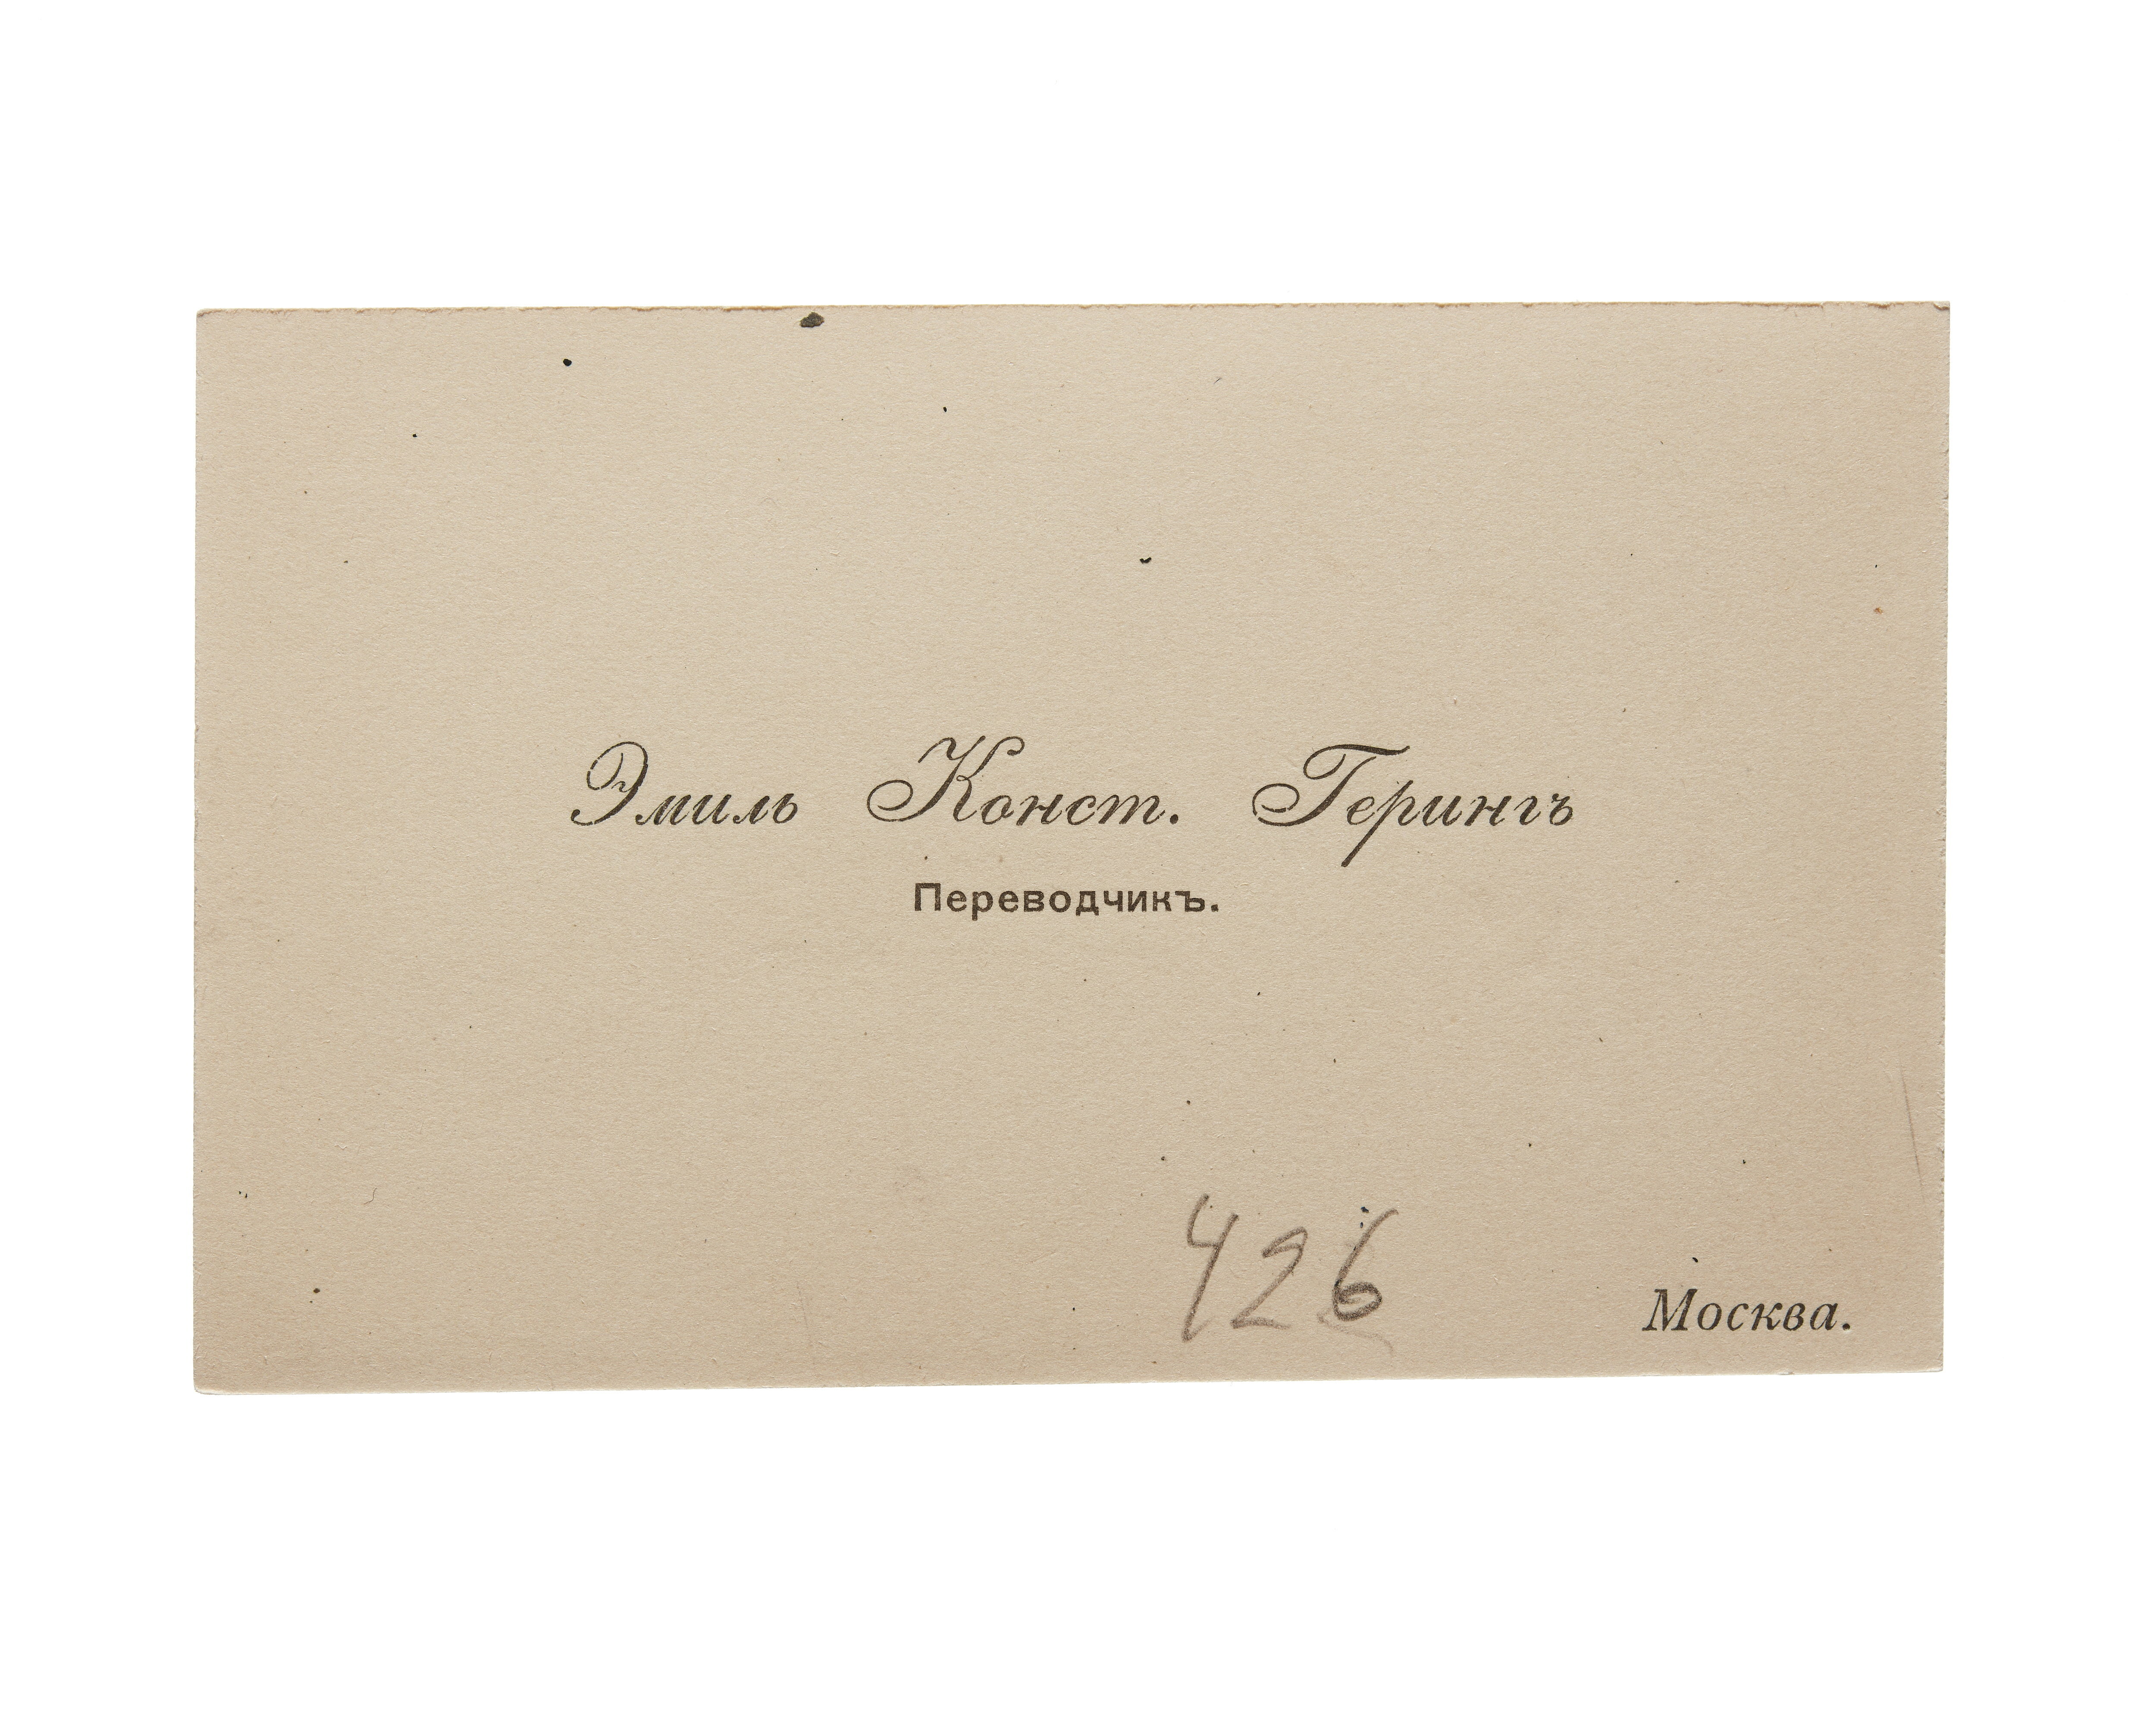 Эмиль Конст. Герингъ
Переводчикъ.
426
Москва.